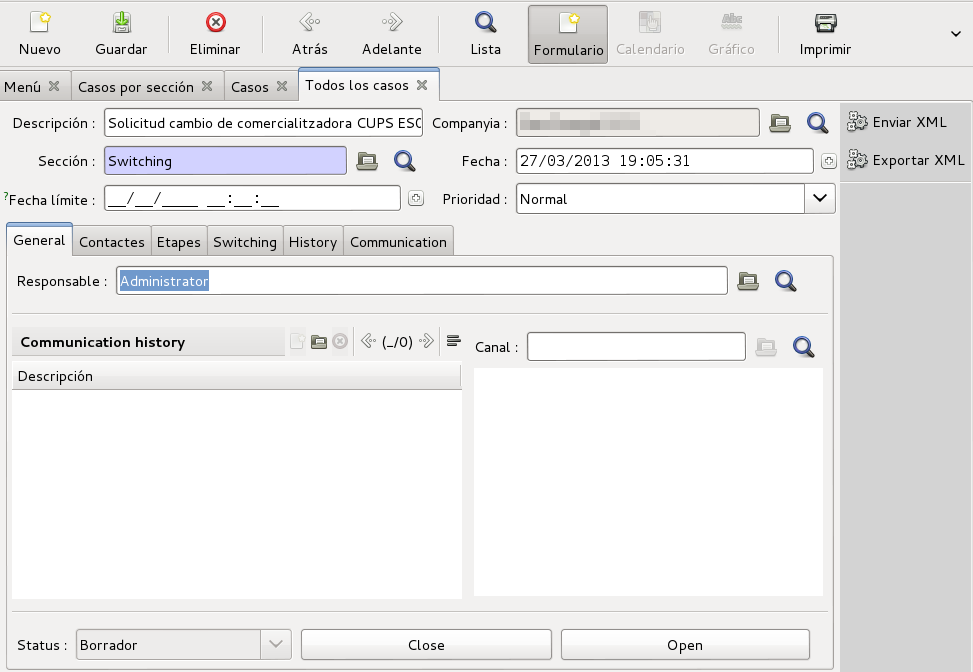 Nuevo Guardar Eliminar Atrás Adelante Lista Formulario Calendario Gráfico Imprimir
Menú Casos por sección Casos Todos los casos
Descripción : Solicitud cambio de comercialitzadora CUPS ESC Companyia : Enviar XML
Sección : Switching Fecha : 27/03/2013 19:05:31 Exportar XML
?Fecha límite : __/__/____ __:__:__ Prioridad : Normal
General Contactes Etapes Switching History Communication
Responsable : Administrator
Communication history (_/0) Canal :
Descripción
Status : Borrador Close Open